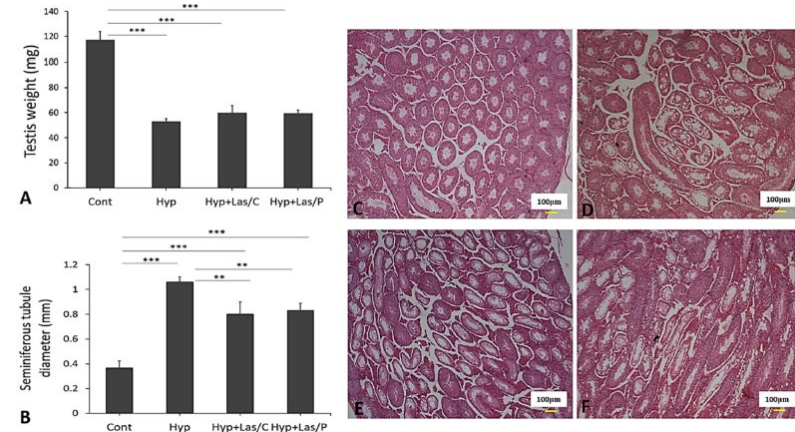 ***
***
***
Testis weight (mg)
140
120
100
80
60
40
20
0
Cont Hyp Hyp+Las/C Hyp+Las/P
A
***
***
*** **
**
Seminiferous tubule
diameter (mm)
1.2
1
0.8
0.6
0.4
0.2
0
Cont Hyp Hyp+Las/C Hyp+Las/P
B
C
100µm
D
100µm
E
100µm
F
100µm